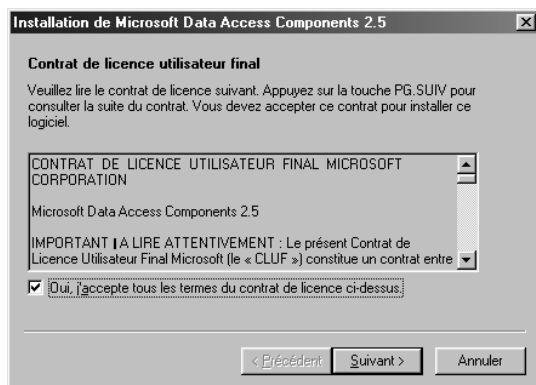 Installation de Microsoft Data Access Components 2.5
Contrat de licence utilisateur final
Veuillez lire le contrat de licence suivant. Appuyez sur la touche PG.SUIV pour
consulter la suite du contrat. Vous devez accepter ce contrat pour installer ce
logiciel.
CONTRAT DE LICENCE UTILISATEUR FINAL MICROSOFT
CORPORATION
Microsoft Data Access Components 2.5
IMPORTANT ‖ A LIRE ATTENTIVEMENT : Le présent Contrat de
Licence Utilisateur Final Microsoft (le « CLUF ») constitue un contrat entre
Oui, j'accepte tous les termes du contrat de licence ci-dessus.
< Précédent
Suivant >
Annuler